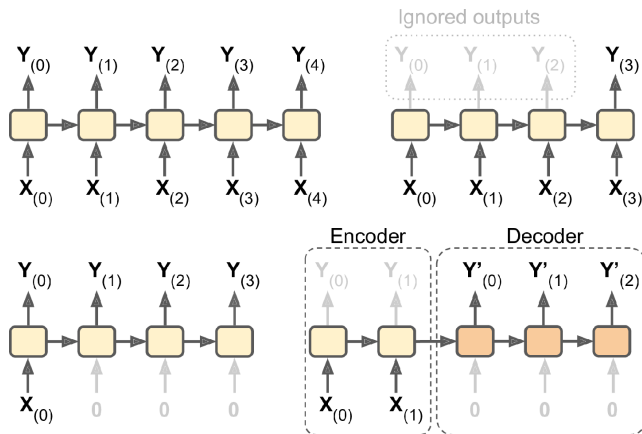 Ignored outputs
Y(0) Y(1) Y(2) Y(3) Y(4)
Y(0) Y(1) Y(2) Y(3)
X(0) X(1) X(2) X(3) X(4)
X(0) X(1) X(2) X(3)
Encoder Decoder
Y(0) Y(1) Y(2) Y(3)
Y(0) Y(1) Y'(0) Y'(1) Y'(2)
X(0) 0 0 0
X(0) X(1) 0 0 0